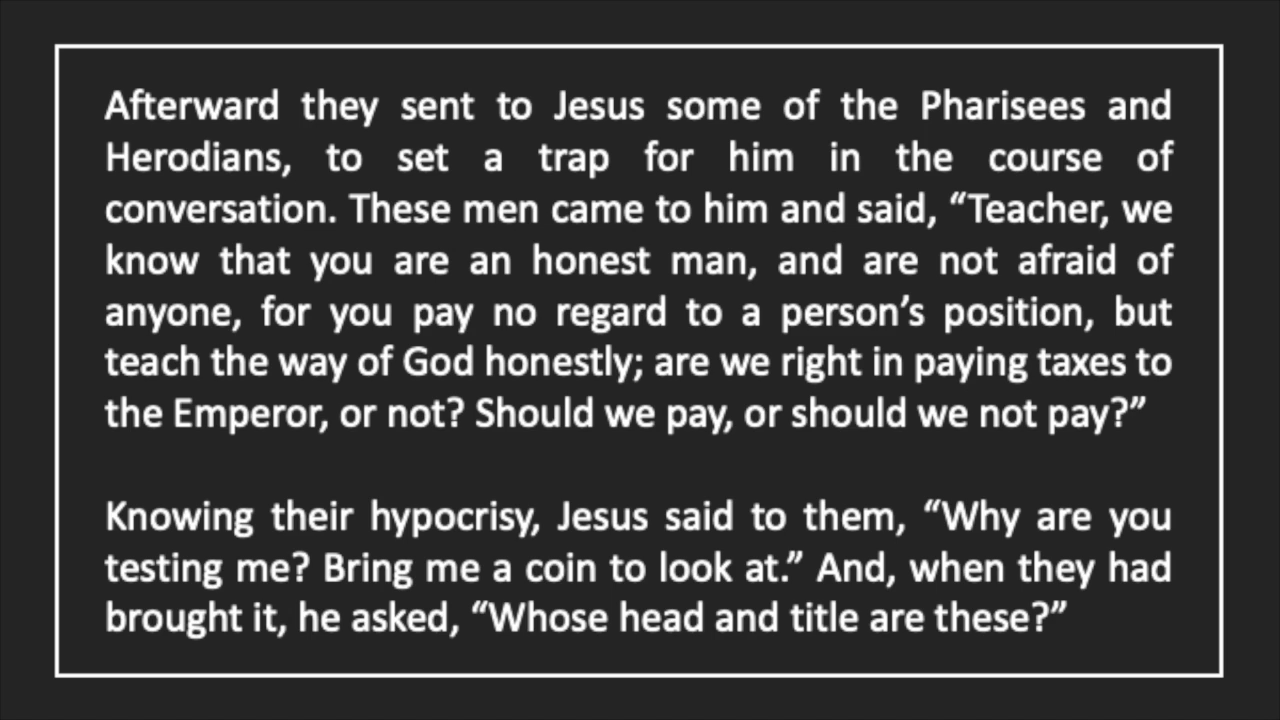 Afterward they sent to Jesus some of the Pharisees and
Herodians, to set a trap for him in the course of
conversation. These men came to him and said, “Teacher, we
know that you are an honest man, and are not afraid of
anyone, for you pay no regard to a person’s position, but
teach the way of God honestly; are we right in paying taxes to
the Emperor, or not? Should we pay, or should we not pay?”
Knowing their hypocrisy, Jesus said to them, “Why are you
testing me? Bring me a coin to look at.” And, when they had
brought it, he asked, “Whose head and title are these?”